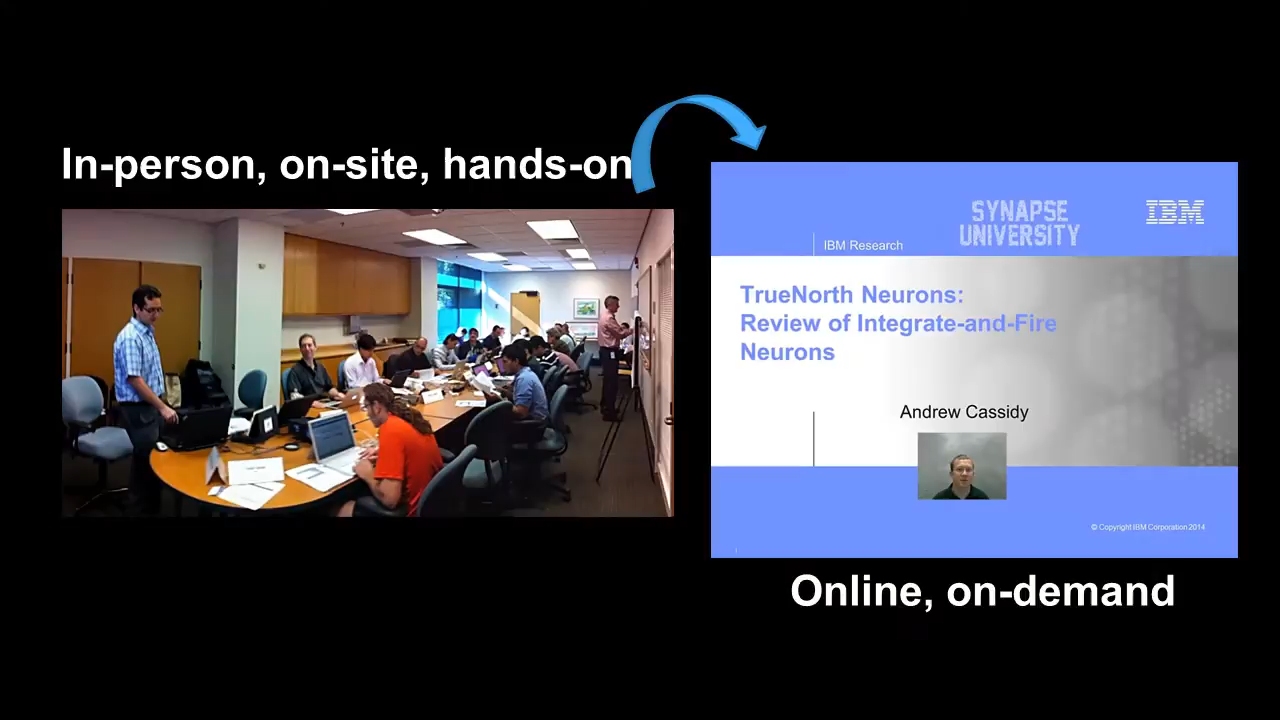 In-person, on-site, hands-on
SYNAPSE
UNIVERSITY
IBM
IBM Research
TrueNorth Neurons:
Review of Integrate-and-Fire
Neurons
Andrew Cassidy
© Copyright IBM Corporation 2014
1
Online, on-demand